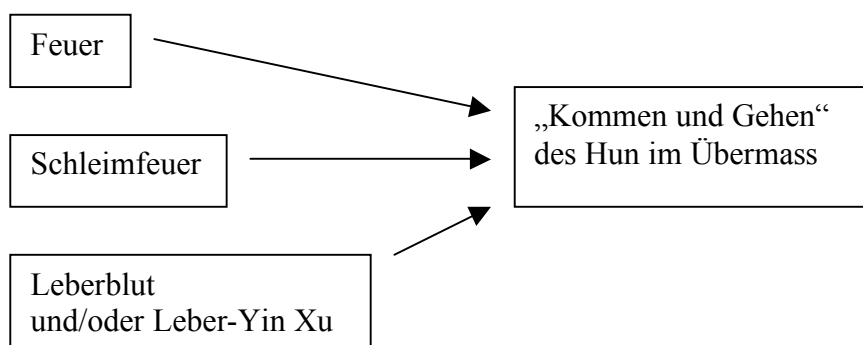 Feuer
„Kommen und Gehen“
des Hun im Übermass
Schleimfeuer
Leberblut
und/oder Leber-Yin Xu